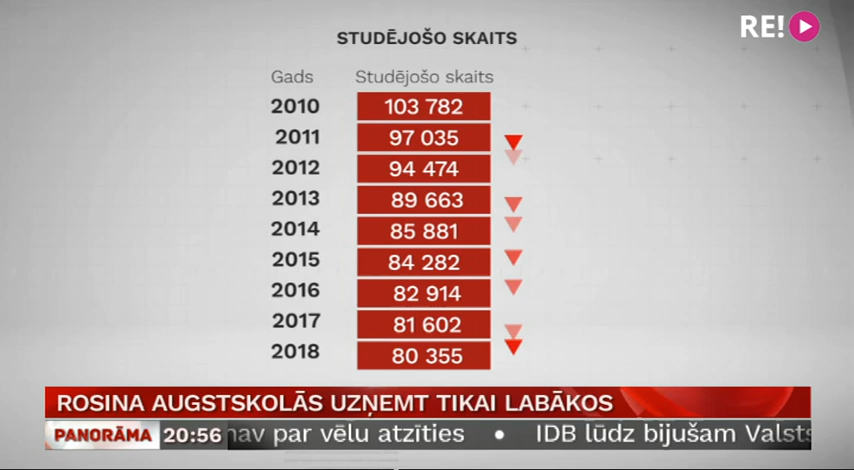 RE!
STUDĒJOŠO SKAITS
Gads Studējošo skaits
2010 103 782
2011 97 035
2012 94 474
2013 89 663
2014 85 881
2015 84 282
2016 82 914
2017 81 602
2018 80 355
ROSINA AUGSTSKOLĀS UZŅEMT TIKAI LABĀKOS
PANORĀMA 20:56 nav par vēlu atzīties • IDB lūdz bijušam Valsts